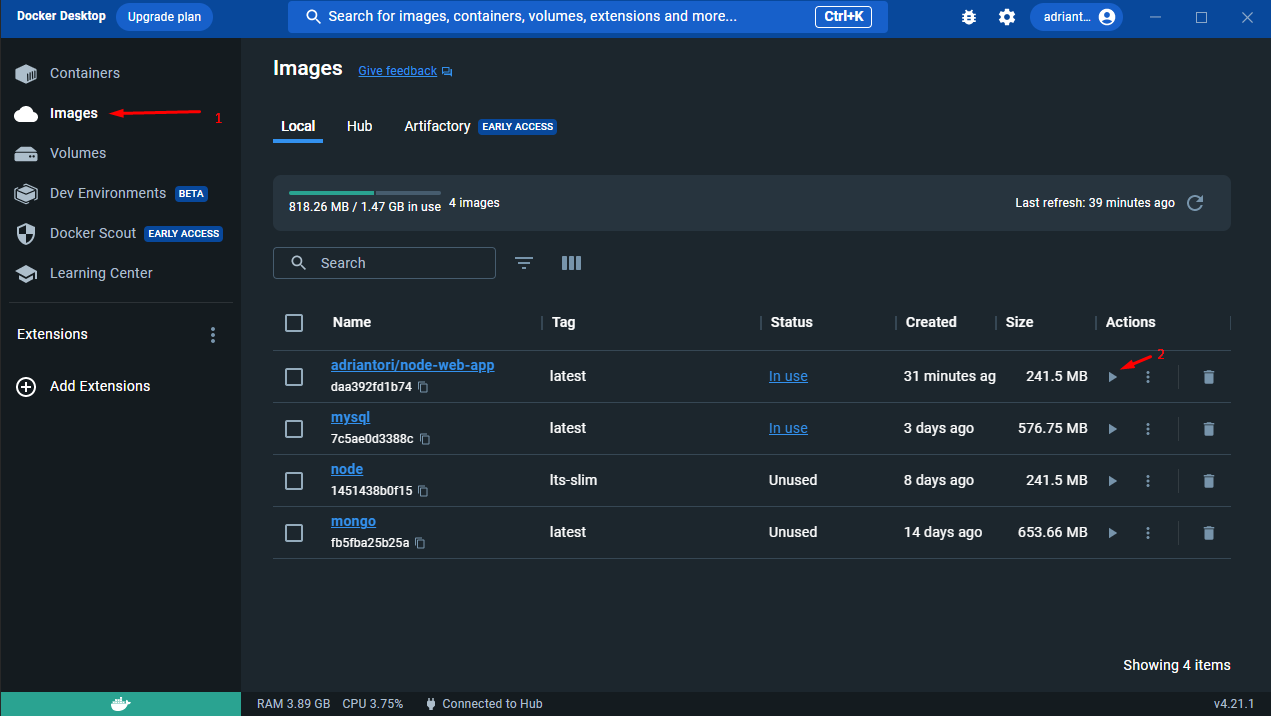 Docker Desktop Upgrade plan Search for images, containers, volumes, extensions and more... Ctrl+K adriant...
Containers
Images 1
Volumes
Dev Environments BETA
Docker Scout EARLY ACCESS
Learning Center
Extensions
Add Extensions
Images Give feedback
Local Hub Artifactory EARLY ACCESS
818.26 MB / 1.47 GB in use 4 images Last refresh: 39 minutes ago
Search
Name Tag Status Created Size Actions
2
adriantori/node-web-app
daa392fd1b74 latest In use 31 minutes ag 241.5 MB
mysql
7c5ae0d3388c latest In use 3 days ago 576.75 MB
node
1451438b0f15 lts-slim Unused 8 days ago 241.5 MB
mongo
fb5fba25b25a latest Unused 14 days ago 653.66 MB
Showing 4 items
RAM 3.89 GB CPU 3.75% Connected to Hub v4.21.1